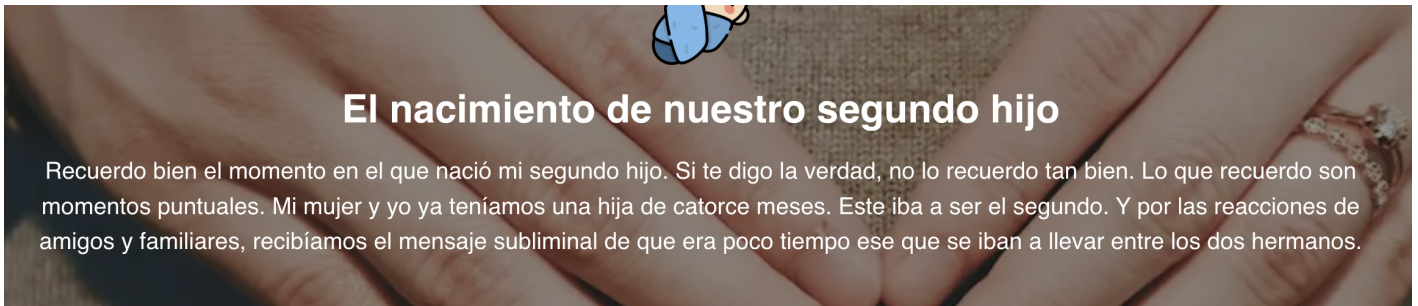 El nacimiento de nuestro segundo hijo
Recuerdo bien el momento en el que nació mi segundo hijo. Si te digo la verdad, no lo recuerdo tan bien. Lo que recuerdo son
momentos puntuales. Mi mujer y yo ya teníamos una hija de catorce meses. Este iba a ser el segundo. Y por las reacciones de
amigos y familiares, recibíamos el mensaje subliminal de que era poco tiempo ese que se iban a llevar entre los dos hermanos.